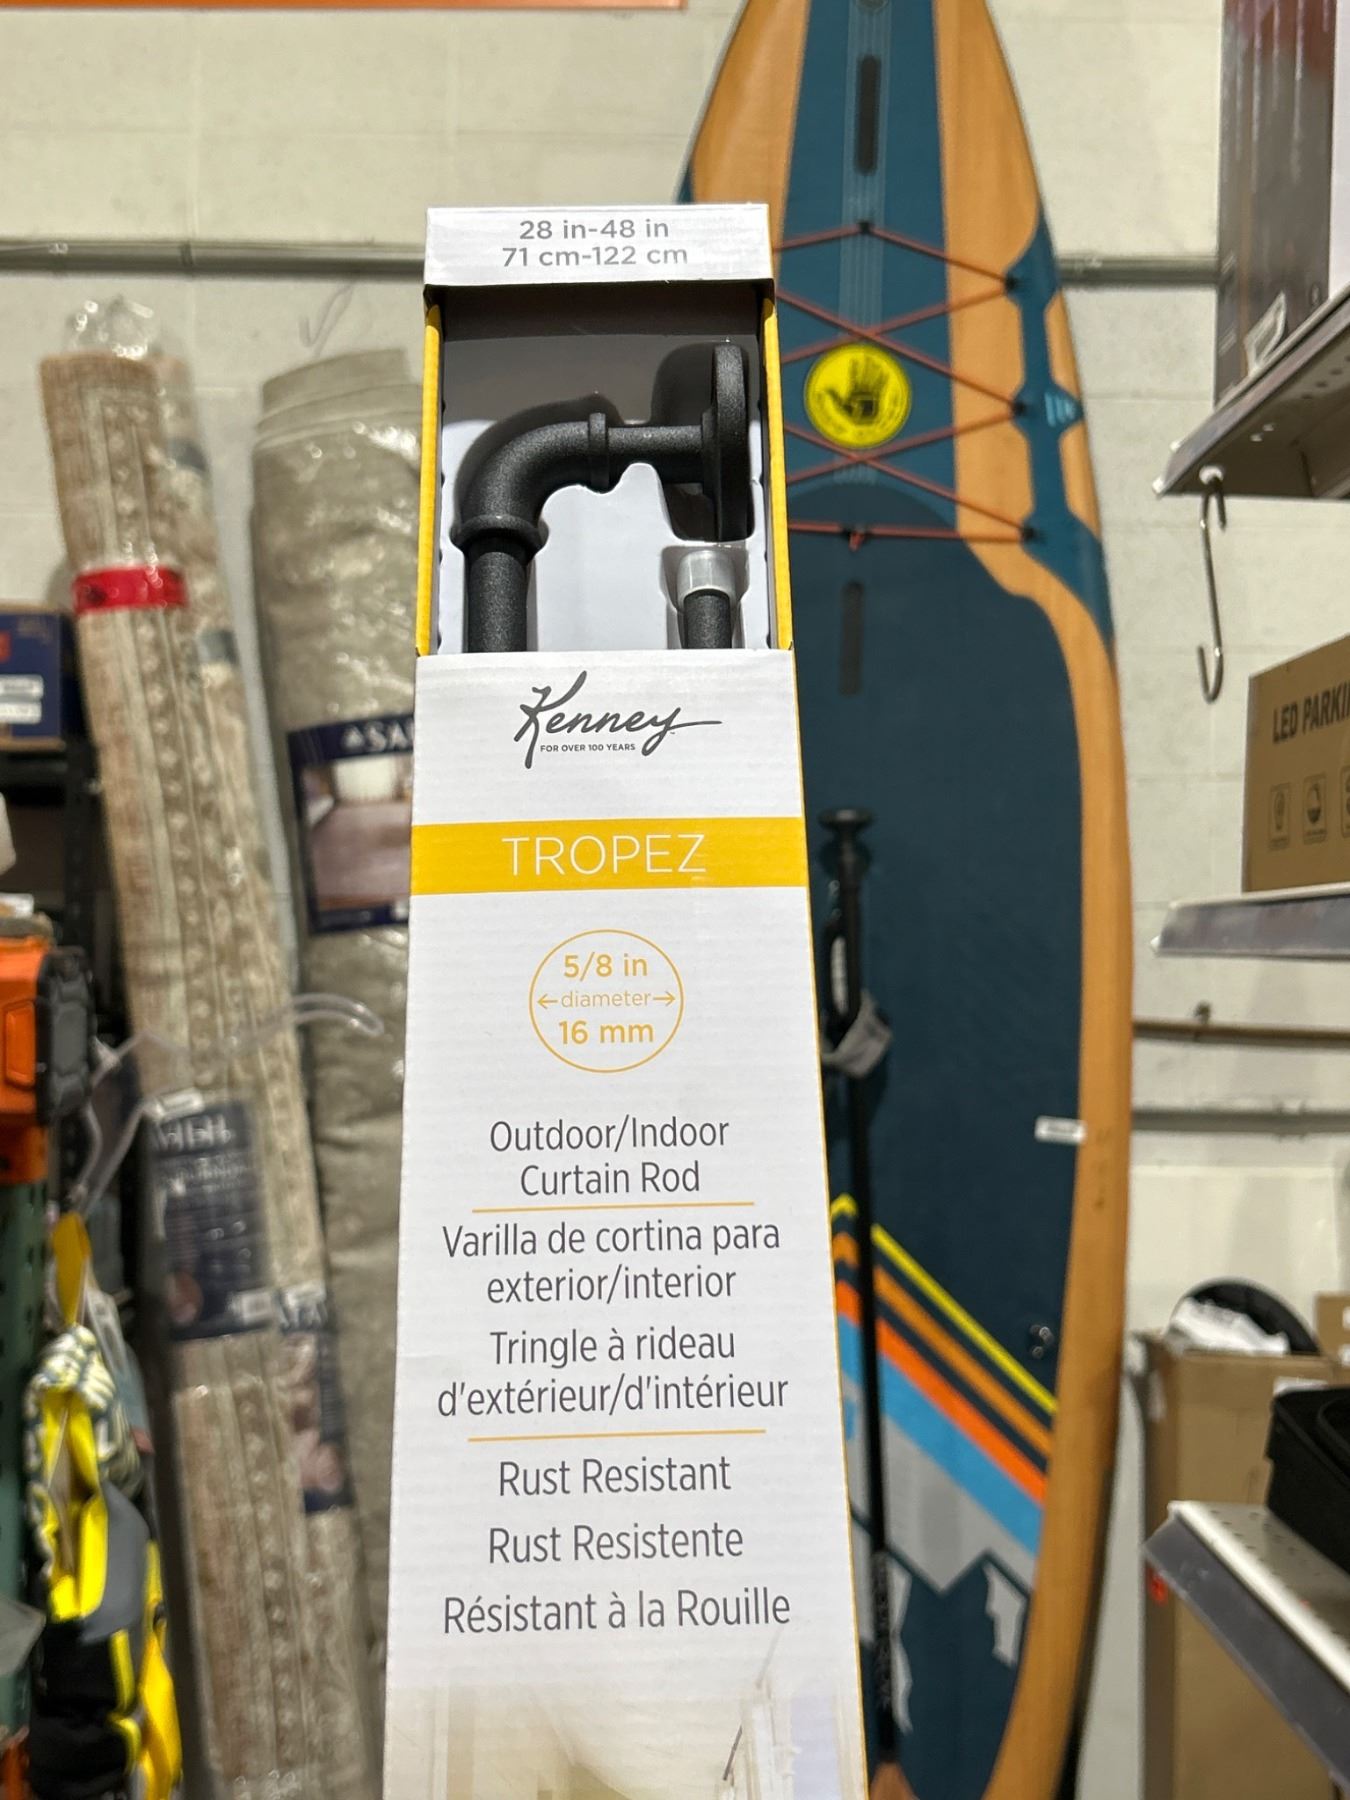 28 in-48 in
71 cm-122 cm
Kenney
FOR OVER 100 YEARS
TROPEZ
5/8 in
diameter
16 mm
Outdoor/Indoor
Curtain Rod
Varilla de cortina para
exterior/interior
Tringle à rideau
d'extérieur/d'intérieur
Rust Resistant
Rust Resistente
Résistant à la Rouille
LED